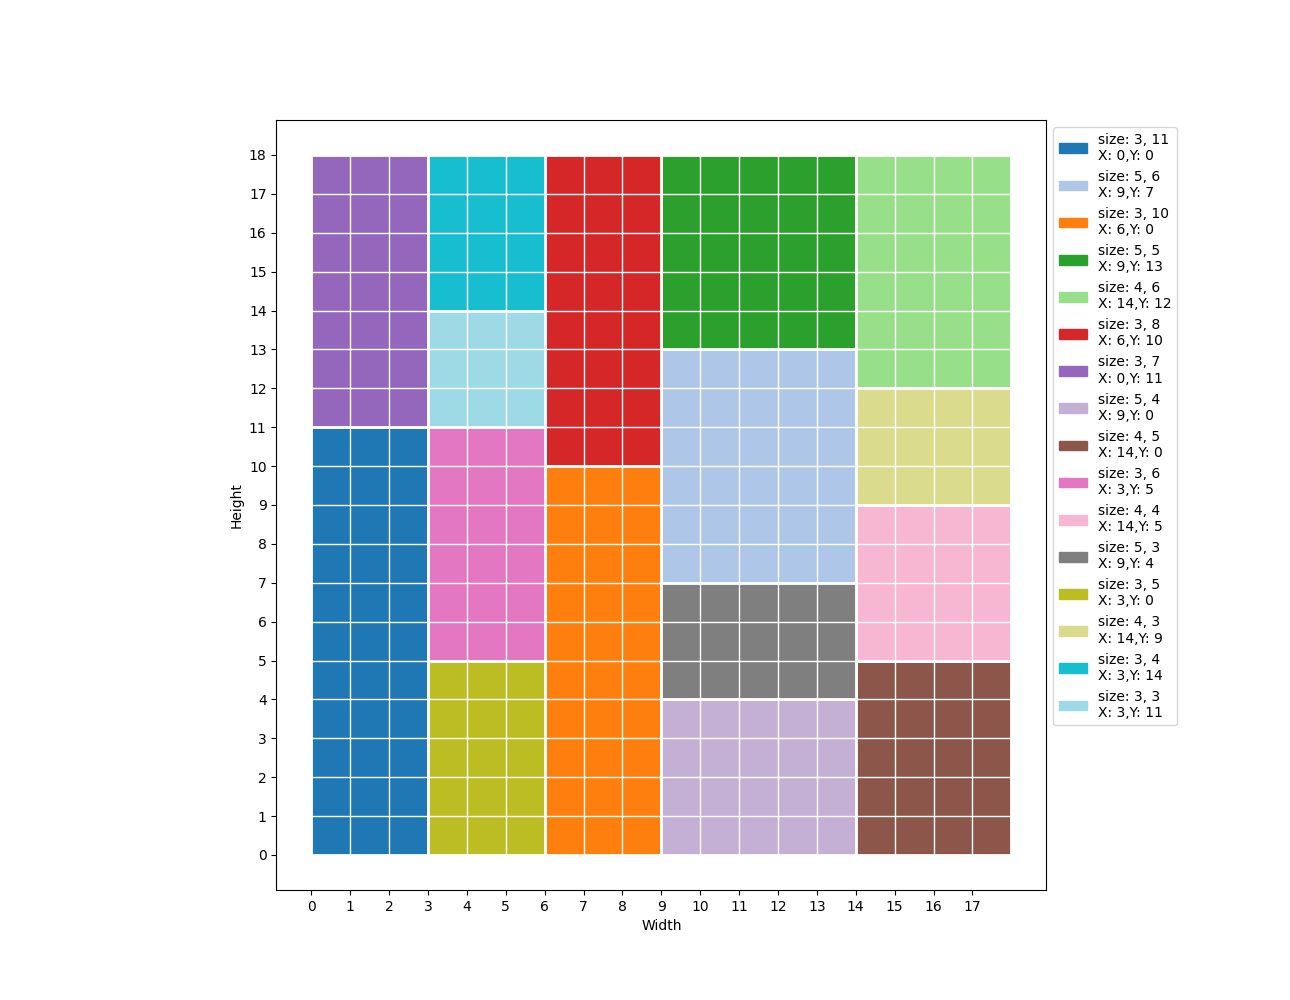 18
17
16
15
14
13
12
11
10
9
8
7
6
5
4
3
2
1
0
Height
0 1 2 3 4 5 6 7 8 9 10 11 12 13 14 15 16 17
Width
size: 3, 11
X: 0,Y: 0
size: 5, 6
X: 9,Y: 7
size: 3, 10
X: 6,Y: 0
size: 5, 5
X: 9,Y: 13
size: 4, 6
X: 14,Y: 12
size: 3, 8
X: 6,Y: 10
size: 3, 7
X: 0,Y: 11
size: 5, 4
X: 9,Y: 0
size: 4, 5
X: 14,Y: 0
size: 3, 6
X: 3,Y: 5
size: 4, 4
X: 14,Y: 5
size: 5, 3
X: 9,Y: 4
size: 3, 5
X: 3,Y: 0
size: 4, 3
X: 14,Y: 9
size: 3, 4
X: 3,Y: 14
size: 3, 3
X: 3,Y: 11